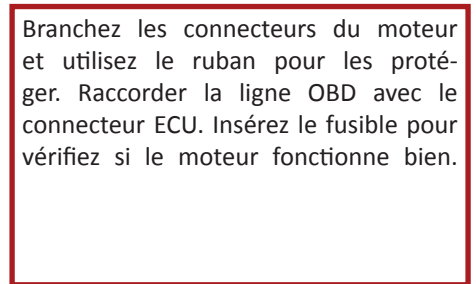 Branchez les connecteurs du moteur
et utilisez le ruban pour les proté-
ger. Raccorder la ligne OBD avec le
connecteur ECU. Insérez le fusible pour
vérifiez si le moteur fonctionne bien.